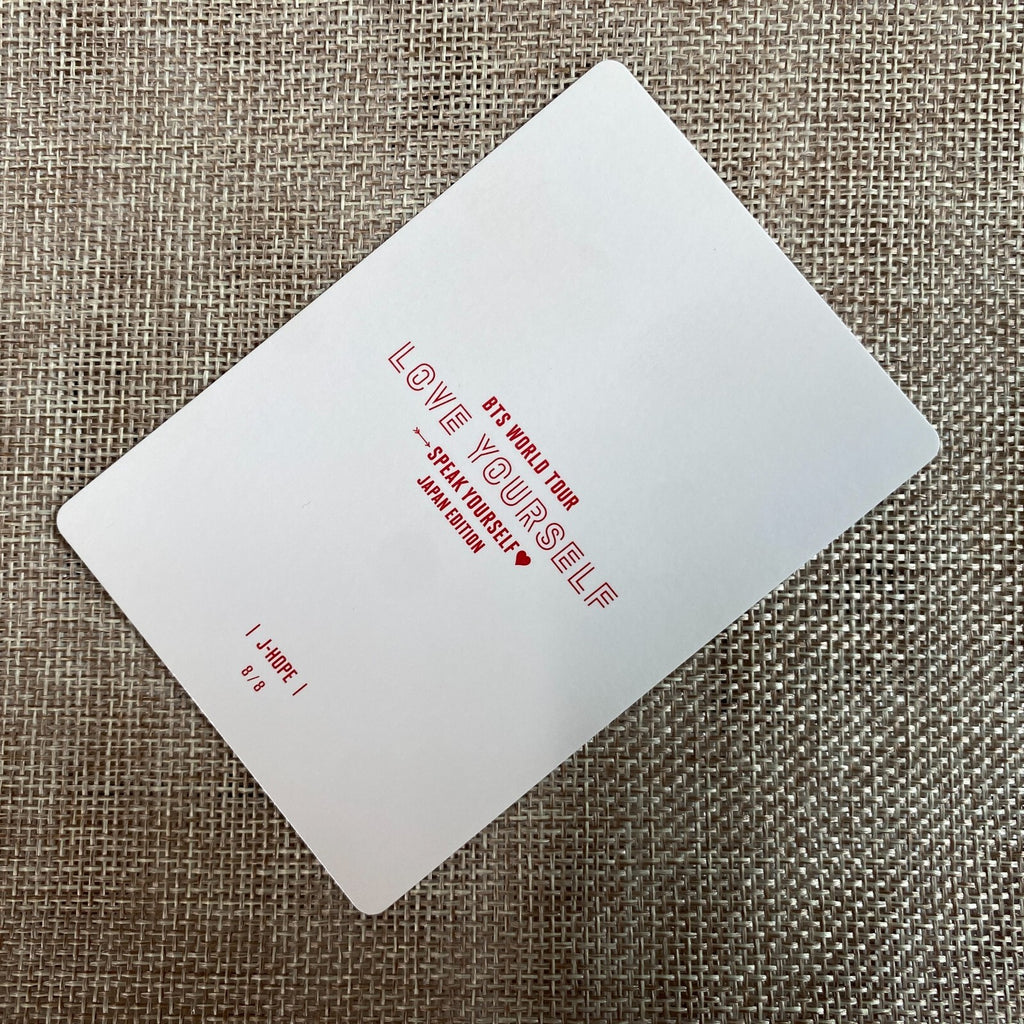 BTS WORLD TOUR
LOVE YOURSELF
SPEAK YOURSELF
JAPAN EDITION
| J-HOPE |
8/8